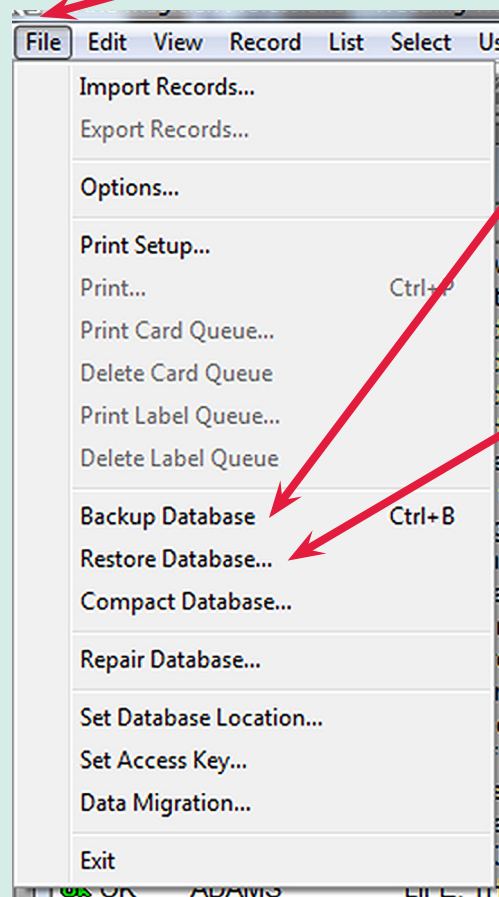 File Edit View Record List Select
Import Records...
Export Records...
Options...
Print Setup...
Print... Ctrl+P
Print Card Queue...
Delete Card Queue
Print Label Queue...
Delete Label Queue
Backup Database Ctrl+B
Restore Database...
Compact Database...
Repair Database...
Set Database Location...
Set Access Key...
Data Migration...
Exit
OK ADAMS